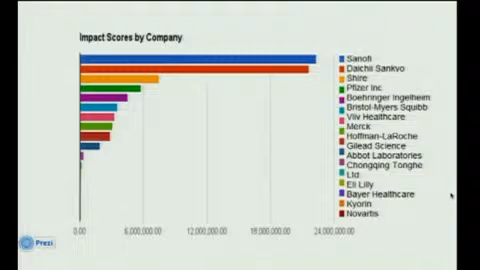 Impact Scores by Company
Sanofi
Daichii Sankvo
Shire
Pfizer Inc
Boehringer Ingelheim
Bristol-Myers Squibb
Viiv Healthcare
Merck
Hoffman-LaRoche
Gilead Science
Abbot Laboratories
Chongqing Tonghe
Ltd
Eli Lilly
Bayer Healthcare
Kyorin
Novartis
0.00 6,000,000.00 12,000,000.00 18,000,000.00 24,000,000.00
Prezi